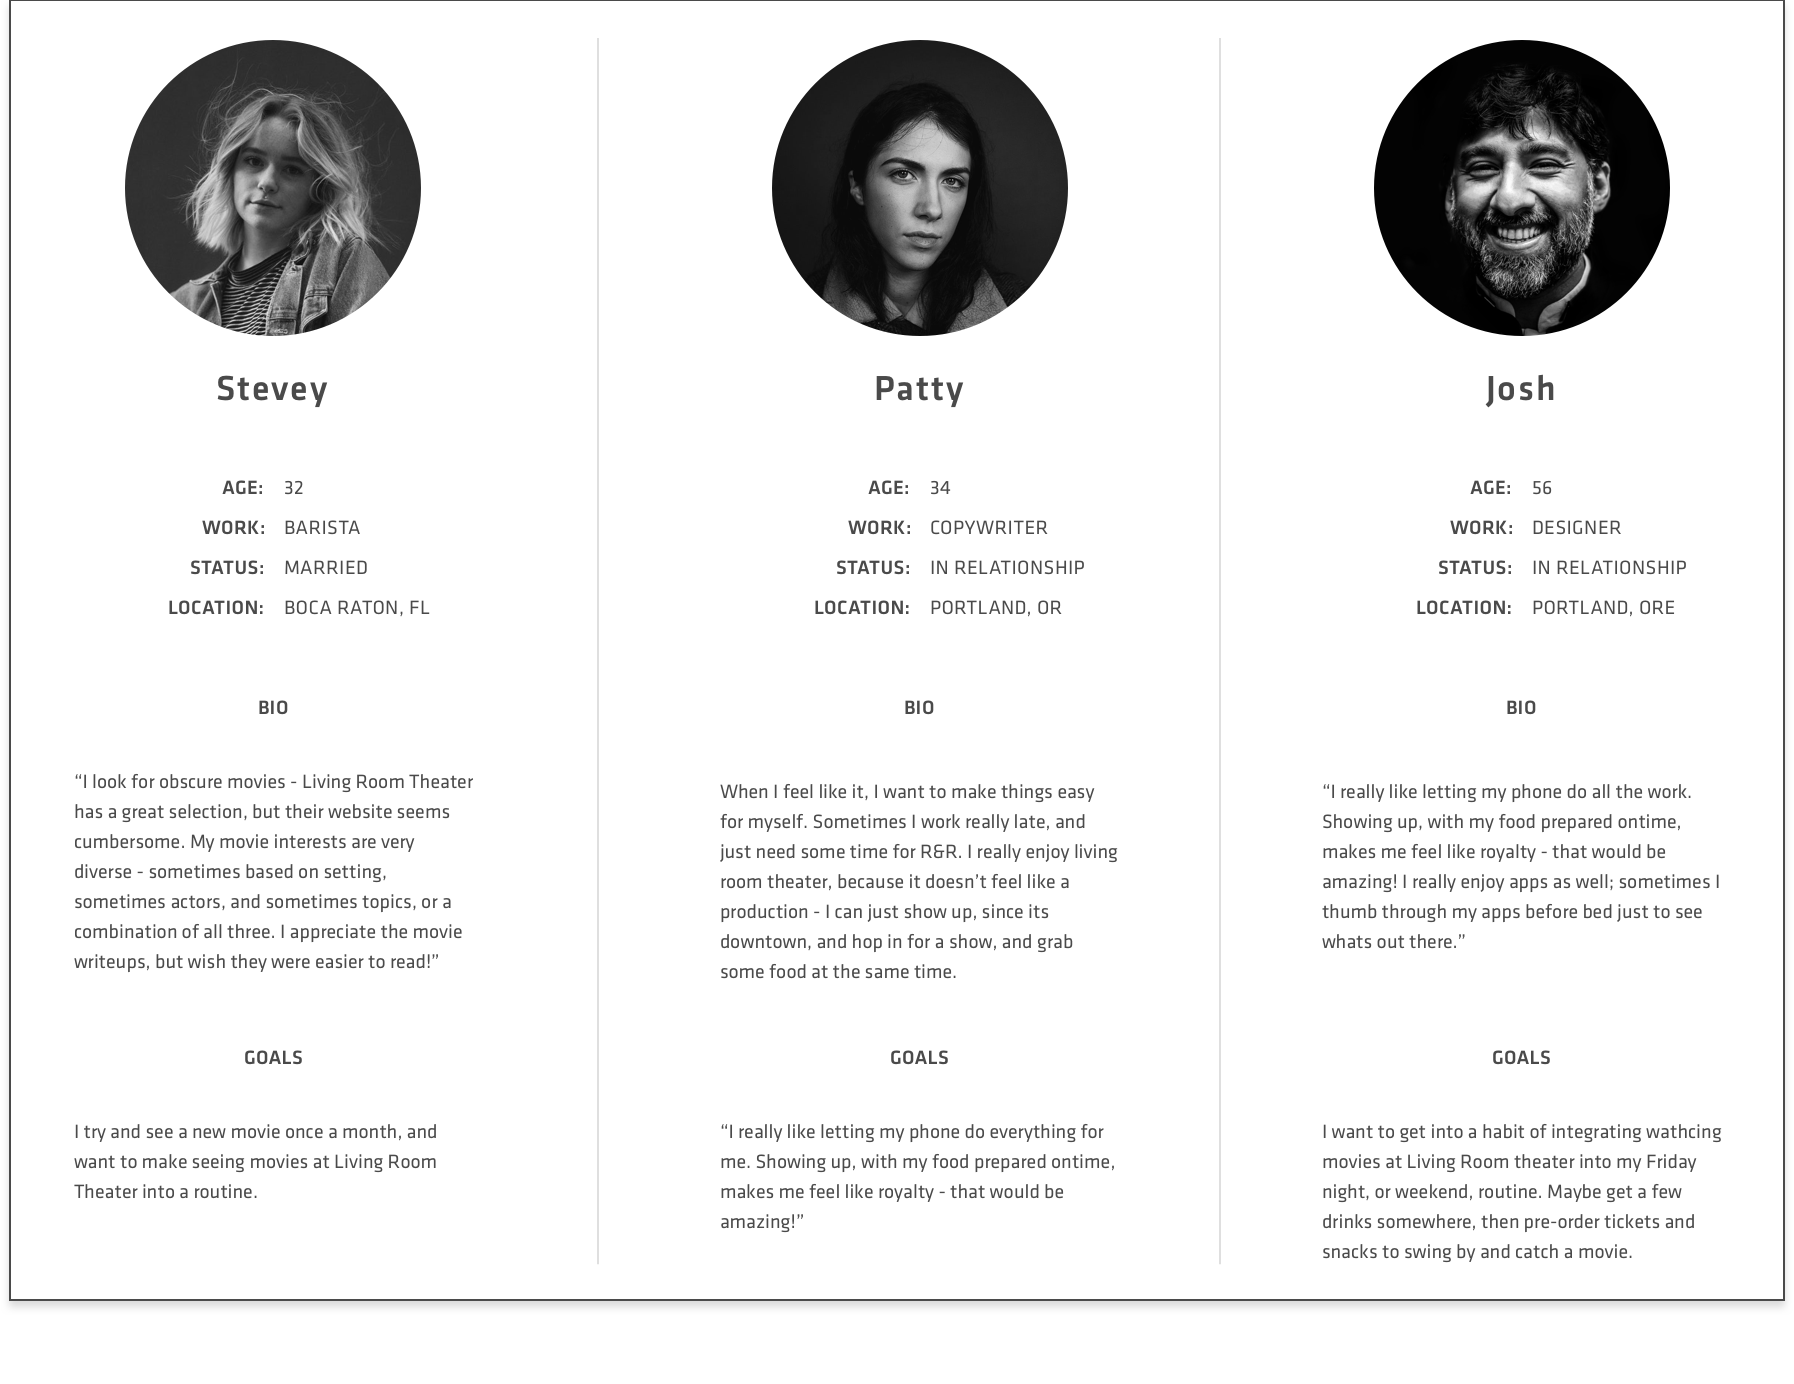 Stevey
AGE: 32
WORK: BARISTA
STATUS: MARRIED
LOCATION: BOCA RATON, FL
BIO
“I look for obscure movies - Living Room Theater
has a great selection, but their website seems
cumbersome. My movie interests are very
diverse - sometimes based on setting,
sometimes actors, and sometimes topics, or a
combination of all three. I appreciate the movie
writeups, but wish they were easier to read!”
GOALS
I try and see a new movie once a month, and
want to make seeing movies at Living Room
Theater into a routine.
Patty
AGE: 34
WORK: COPYWRITER
STATUS: IN RELATIONSHIP
LOCATION: PORTLAND, OR
BIO
When I feel like it, I want to make things easy
for myself. Sometimes I work really late, and
just need some time for R&R. I really enjoy living
room theater, because it doesn’t feel like a
production - I can just show up, since its
downtown, and hop in for a show, and grab
some food at the same time.
GOALS
“I really like letting my phone do everything for
me. Showing up, with my food prepared ontime,
makes me feel like royalty - that would be
amazing!”
Josh
AGE: 56
WORK: DESIGNER
STATUS: IN RELATIONSHIP
LOCATION: PORTLAND, ORE
BIO
“I really like letting my phone do all the work.
Showing up, with my food prepared ontime,
makes me feel like royalty - that would be
amazing! I really enjoy apps as well; sometimes I
thumb through my apps before bed just to see
whats out there.”
GOALS
I want to get into a habit of integrating wathcing
movies at Living Room theater into my Friday
night, or weekend, routine. Maybe get a few
drinks somewhere, then pre-order tickets and
snacks to swing by and catch a movie.